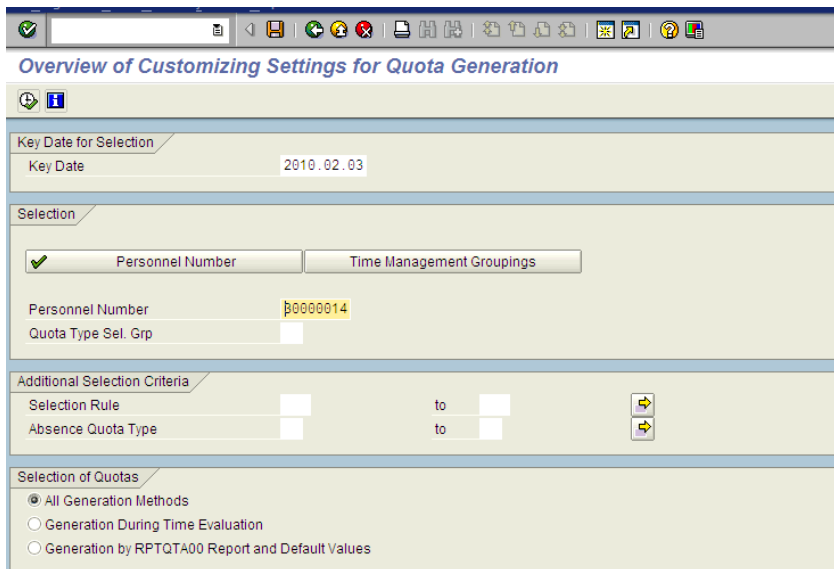 Overview of Customizing Settings for Quota Generation
Key Date for Selection
Key Date 2010.02.03
Selection
Personnel Number Time Management Groupings
Personnel Number 80000014
Quota Type Sel. Grp
Additional Selection Criteria
Selection Rule to
Absence Quota Type to
Selection of Quotas
All Generation Methods
Generation During Time Evaluation
Generation by RPTQTA00 Report and Default Values